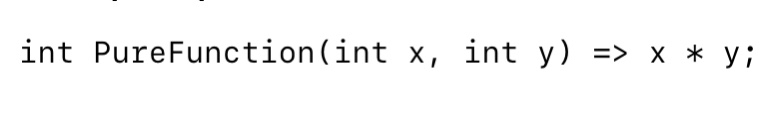 int PureFunction(int x, int y) => x * y;